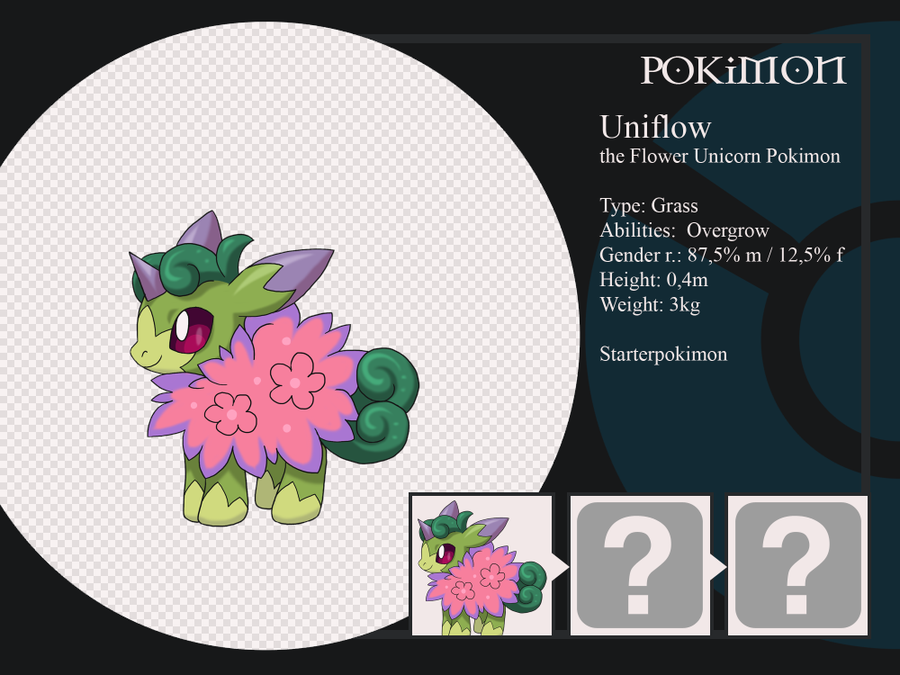 POKiMON
Uniflow
the Flower Unicorn Pokimon
Type: Grass
Abilities:  Overgrow
Gender r.: 87,5% m / 12,5% f
Height: 0,4m
Weight: 3kg
Starterpokimon
? ?